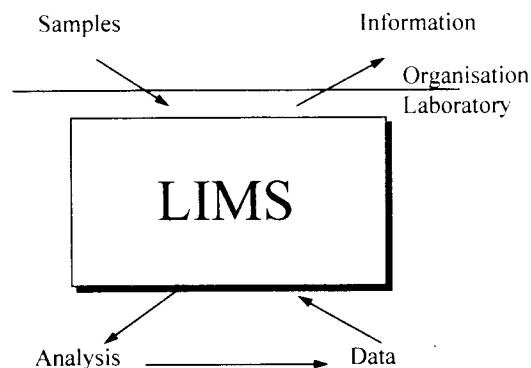 Samples
Information
Organisation
Laboratory
LIMS
Analysis
Data